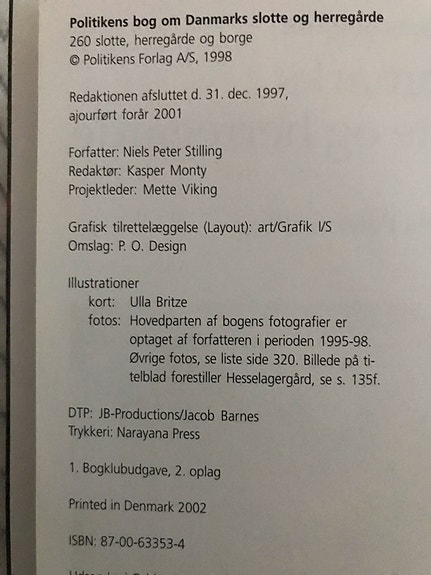 Politikens bog om Danmarks slotte og herregårde
260 slotte, herregårde og borge
© Politikens Forlag A/S, 1998
Redaktionen afsluttet d. 31. dec. 1997,
ajourført forår 2001
Forfatter: Niels Peter Stilling
Redaktør: Kasper Monty
Projektleder: Mette Viking
Grafisk tilrettelæggelse (Layout): art/Grafik I/S
Omslag: P. O. Design
Illustrationer
kort: Ulla Britze
fotos: Hovedparten af bogens fotografier er
optaget af forfatteren i perioden 1995-98.
Øvrige fotos, se liste side 320. Billede på ti-
telblad forestiller Hesselagergård, se s. 135f.
DTP: JB-Productions/Jacob Barnes
Trykkeri: Narayana Press
1. Bogklubudgave, 2. oplag
Printed in Denmark 2002
ISBN: 87-00-63353-4